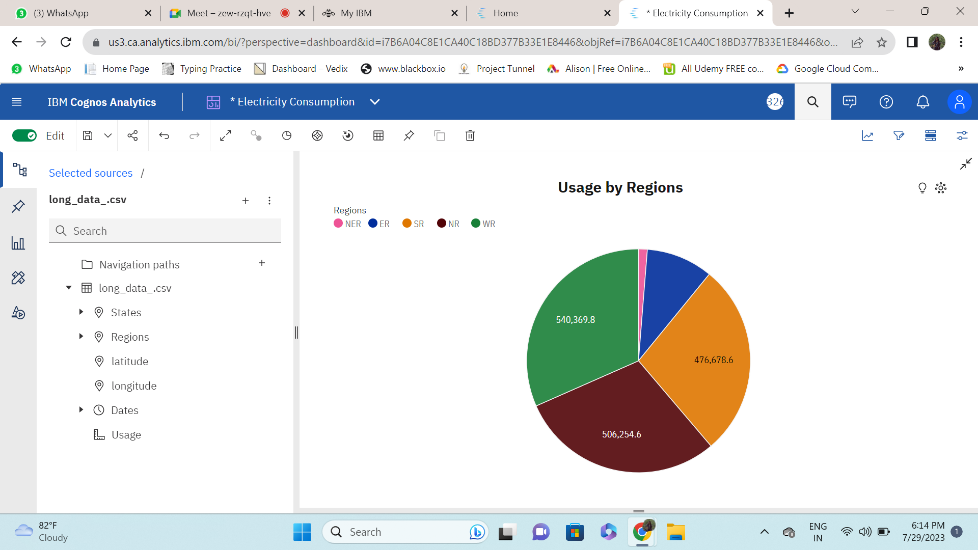 (3) WhatsApp
Meet – zew-rzqt-hve
My IBM
Home
* Electricity Consumption
us3.ca.analytics.ibm.com/bi/?perspective=dashboard&id=i7B6A04C8E1CA40C18BD377B33E1E8446&objRef=i7B6A04C8E1CA40C18BD377B33E1E8446&uo...
WhatsApp
Home Page
Typing Practice
Dashboard Vedix
www.blackbox.io
Project Tunnel
Alison | Free Online...
All Udemy FREE co...
Google Cloud Com...
»
IBM Cognos Analytics
* Electricity Consumption
Edit
Selected sources /
long_data_.csv
Search
Navigation paths
long_data_.csv
States
Regions
latitude
longitude
Dates
Usage
Usage by Regions
Regions
NER ER SR NR WR
540,369.8
476,678.6
506,254.6
82°F
Cloudy
Search
ENG
IN
6:14 PM
7/29/2023
1